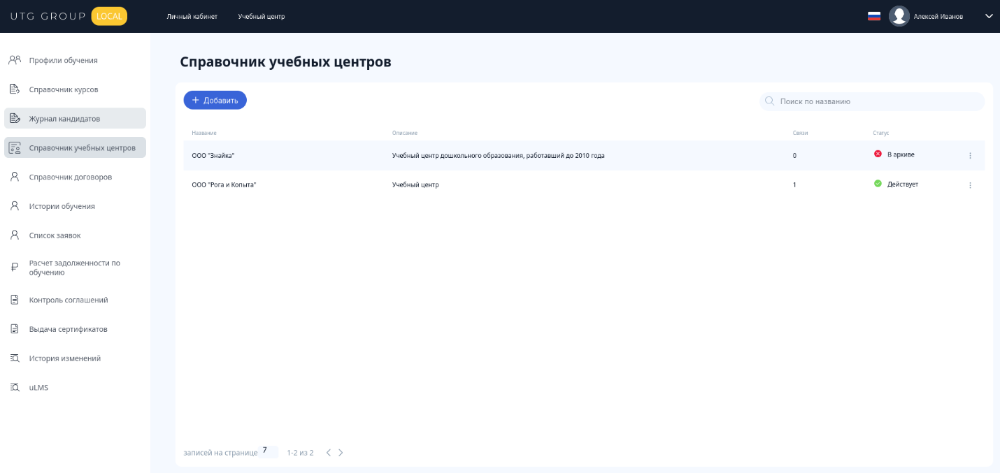 UTG GROUP LOCAL
Личный кабинет Учебный центр
Алексей Иванов
Профили обучения
Справочник курсов
Журнал кандидатов
Справочник учебных центров
Справочник договоров
Истории обучения
Список заявок
Расчет задолженности по
обучению
Контроль соглашений
Выдача сертификатов
История изменений
uLMS
Справочник учебных центров
Добавить
Поиск по названию
Название Описание Связи Статус
ООО "Знайка" Учебный центр дошкольного образования, работавший до 2010 года 0 В архиве
ООО "Рога и Копыта" Учебный центр 1 Действует
записей на странице 7 1-2 из 2